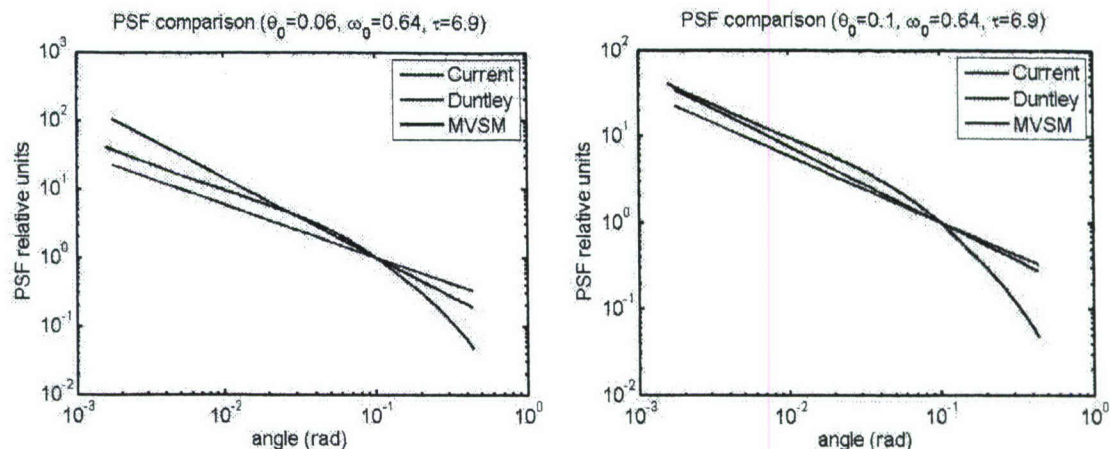 PSF comparison (θ0=0.06, ω0=0.64, τ=6.9)
10^3
10^2
10^1
10^0
10^-1
10^-2
PSF relative units
Current
Duntley
MVSM
10^-3
10^-2
10^-1
10^0
angle (rad)
PSF comparison (θ0=0.1, ω0=0.64, τ=6.9)
10^2
10^1
10^0
10^-1
10^-2
PSF relative units
Current
Duntley
MVSM
10^-3
10^-2
10^-1
10^0
angle (rad)